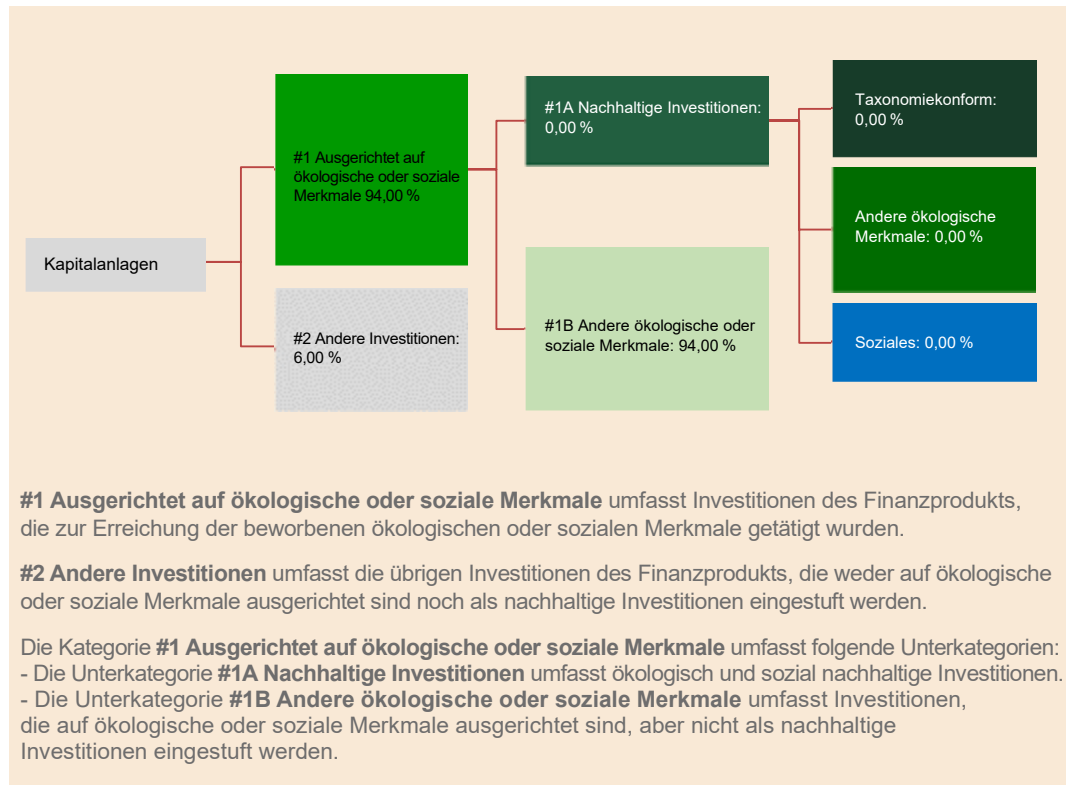 Kapitalanlagen
#1 Ausgerichtet auf
ökologische oder soziale
Merkmale 94,00 %
#2 Andere Investitionen:
6,00 %
#1A Nachhaltige Investitionen:
0,00 %
#1B Andere ökologische oder
soziale Merkmale: 94,00 %
Taxonomiekonform:
0,00 %
Andere ökologische
Merkmale: 0,00 %
Soziales: 0,00 %
#1 Ausgerichtet auf ökologische oder soziale Merkmale umfasst Investitionen des Finanzprodukts,
die zur Erreichung der beworbenen ökologischen oder sozialen Merkmale getätigt wurden.
#2 Andere Investitionen umfasst die übrigen Investitionen des Finanzprodukts, die weder auf ökologische
oder soziale Merkmale ausgerichtet sind noch als nachhaltige Investitionen eingestuft werden.
Die Kategorie #1 Ausgerichtet auf ökologische oder soziale Merkmale umfasst folgende Unterkategorien:
- Die Unterkategorie #1A Nachhaltige Investitionen umfasst ökologisch und sozial nachhaltige Investitionen.
- Die Unterkategorie #1B Andere ökologische oder soziale Merkmale umfasst Investitionen,
die auf ökologische oder soziale Merkmale ausgerichtet sind, aber nicht als nachhaltige
Investitionen eingestuft werden.